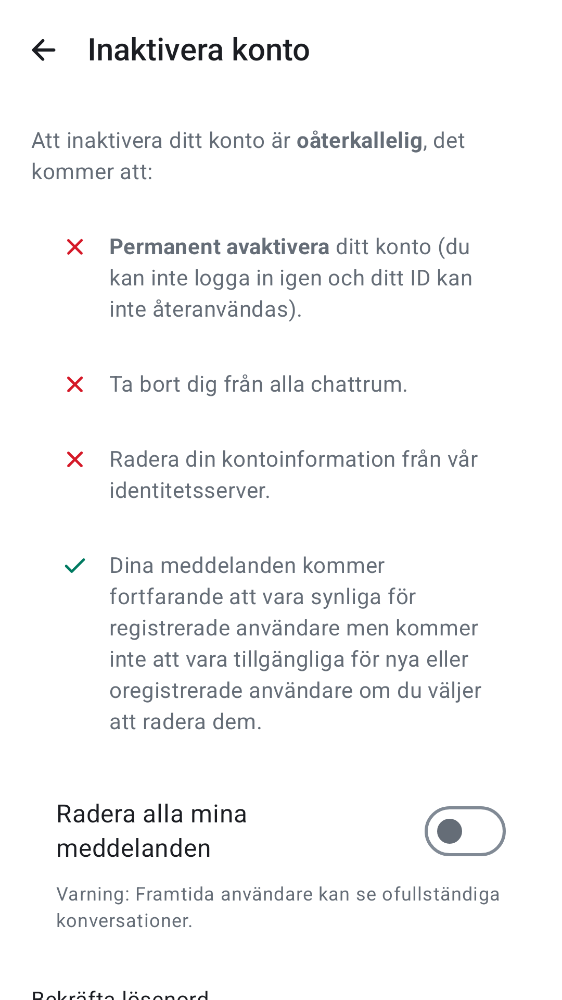 Inaktivera konto
Att inaktivera ditt konto är oåterkallelig, det
kommer att:
Permanent avaktivera ditt konto (du
kan inte logga in igen och ditt ID kan
inte återanvändas).
Ta bort dig från alla chattrum.
Radera din kontoinformation från vår
identitetsserver.
Dina meddelanden kommer
fortfarande att vara synliga för
registrerade användare men kommer
inte att vara tillgängliga för nya eller
oregistrerade användare om du väljer
att radera dem.
Radera alla mina
meddelanden
Varning: Framtida användare kan se ofullständiga
konversationer.
Bekräfta lösenord